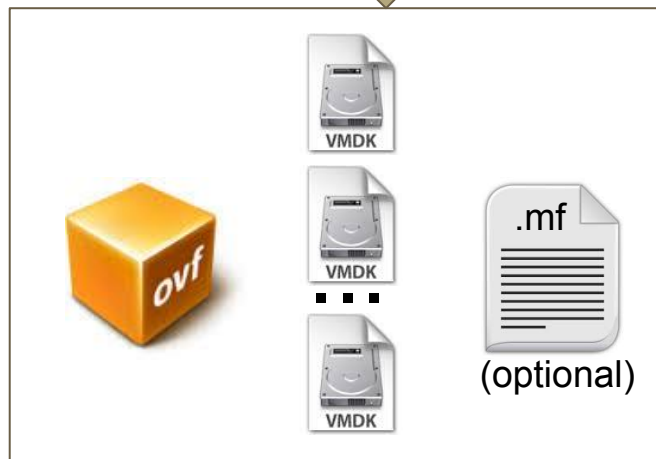 VMDK
ovf
VMDK
...
VMDK
.mf
(optional)